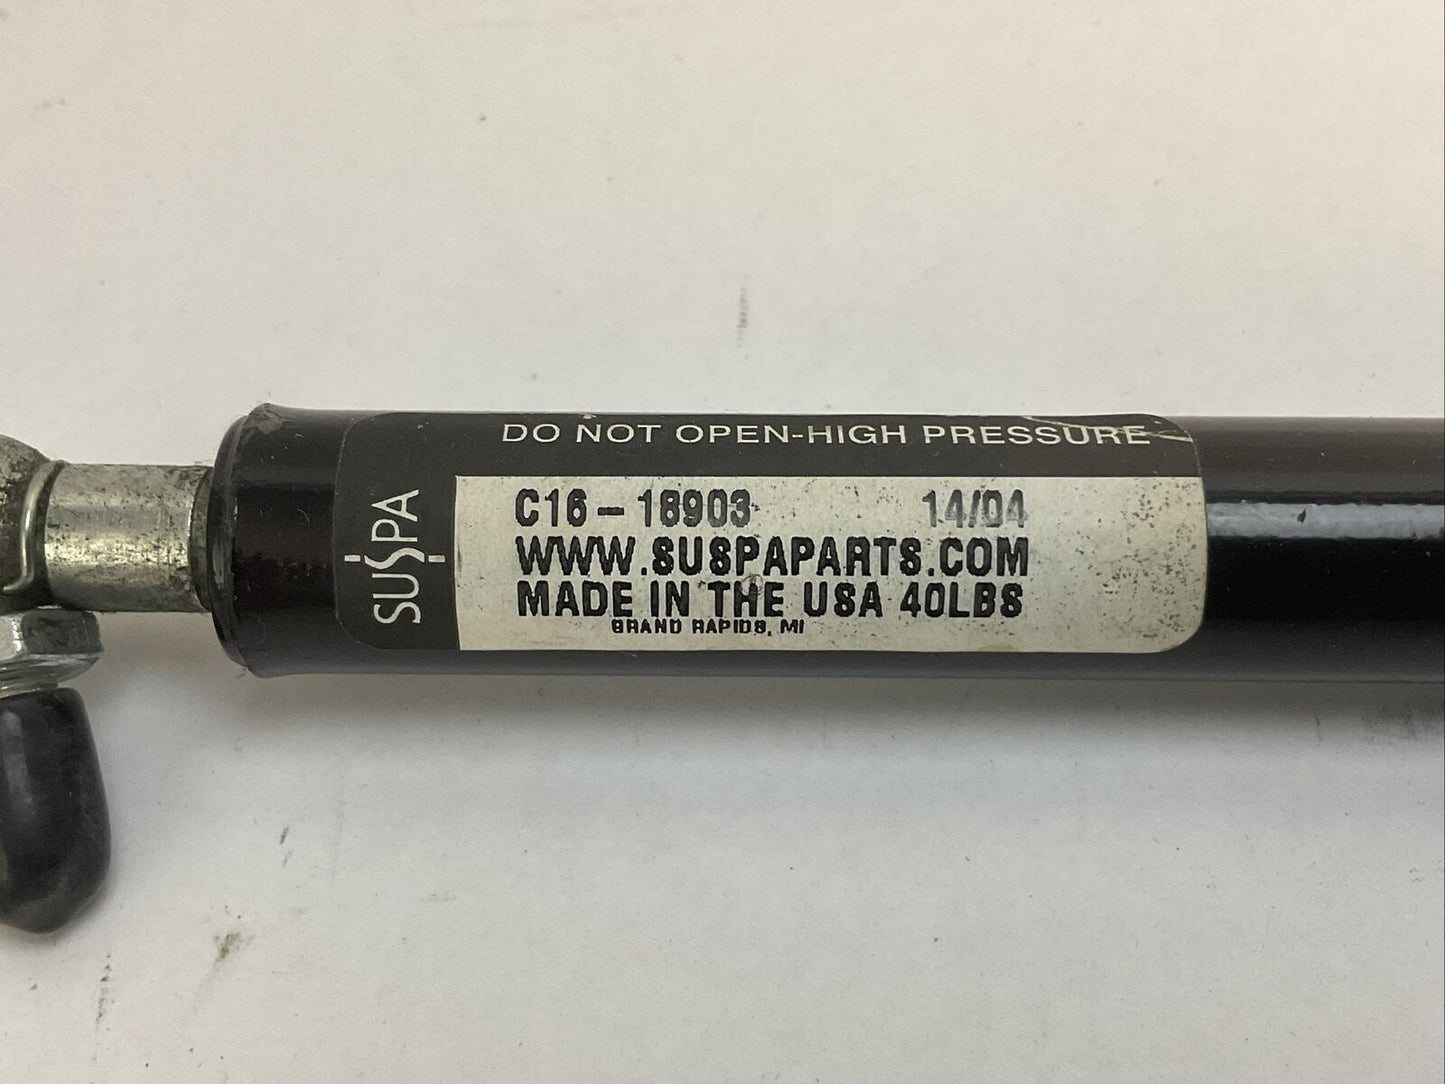 DO NOT OPEN-HIGH PRESSURE
SUSPA
C16-18903 14/04
WWW.SUSPAPARTS.COM
MADE IN THE USA 40LBS
GRAND RAPIDS, MI